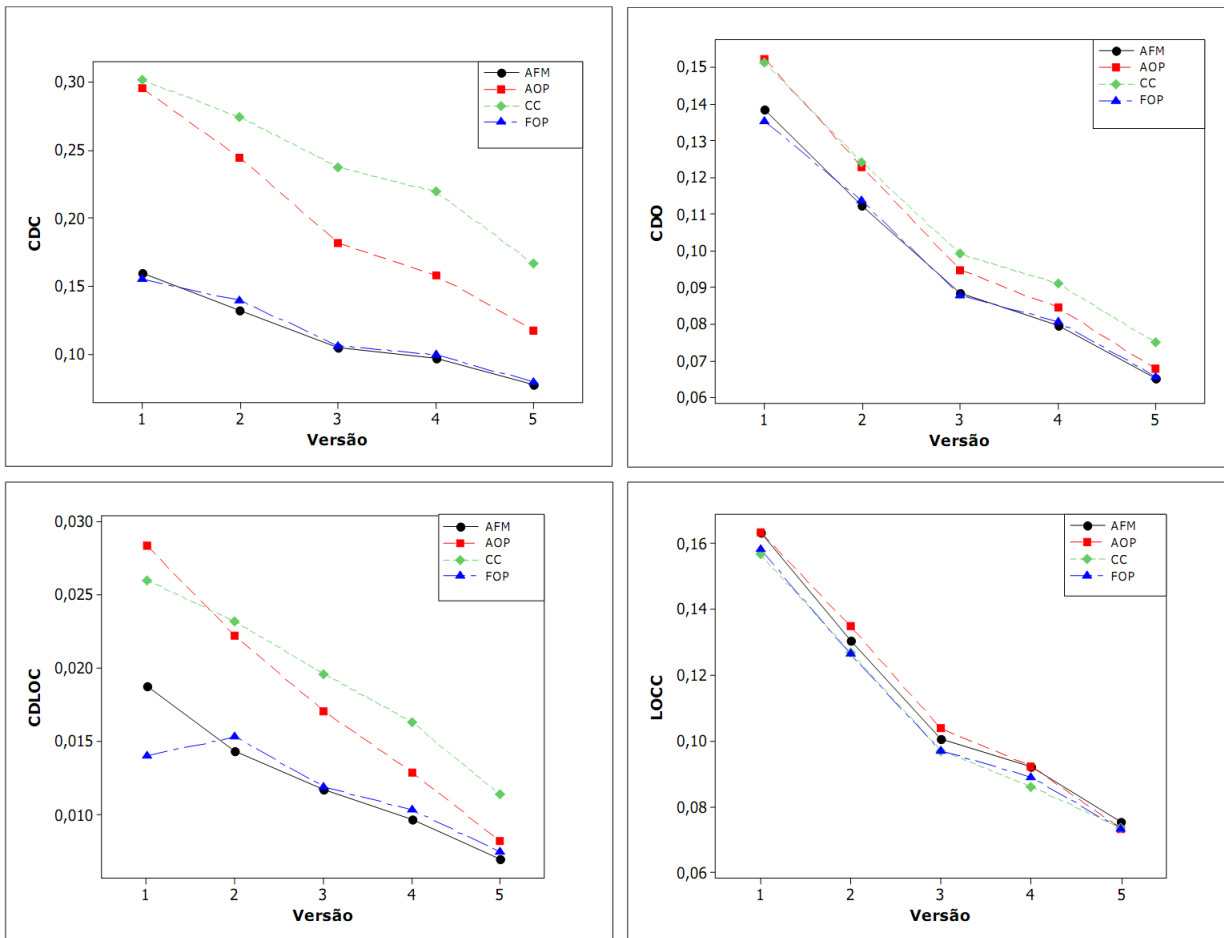 CDC
0,30
0,25
0,20
0,15
0,10
1 2 3 4 5
Versão
AFM
AOP
CC
FOP
CDO
0,15
0,14
0,13
0,12
0,11
0,10
0,09
0,08
0,07
0,06
1 2 3 4 5
Versão
AFM
AOP
CC
FOP
CDLOC
0,030
0,025
0,020
0,015
0,010
1 2 3 4 5
Versão
AFM
AOP
CC
FOP
LOCC
0,16
0,14
0,12
0,10
0,08
0,06
1 2 3 4 5
Versão
AFM
AOP
CC
FOP